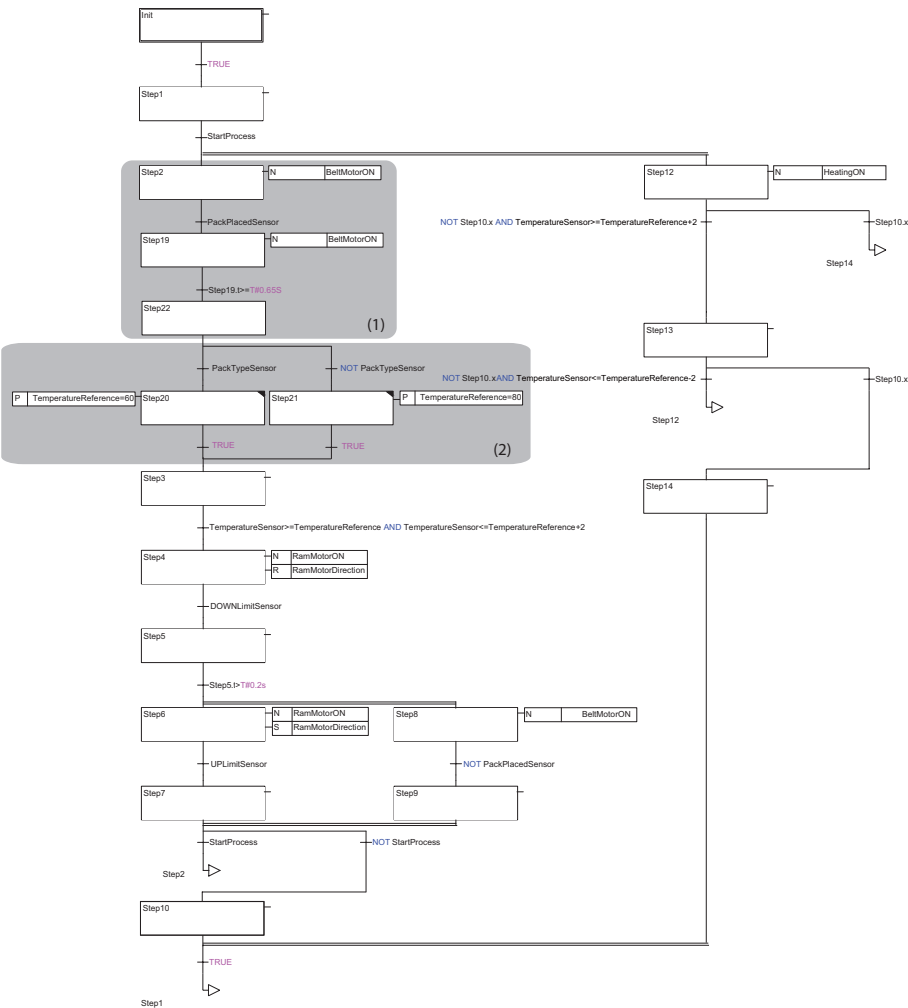 Init
TRUE
Step1
StartProcess
Step2
N BeltMotorON
PackPlacedSensor
Step19
N BeltMotorON
Step19.t>=T#0.65S
Step22
(1)
Step12
N HeatingON
NOT Step10.x AND TemperatureSensor>=TemperatureReference+2
Step10.x
Step14
Step13
NOT Step10.xAND TemperatureSensor<=TemperatureReference-2
Step10.x
Step12
PackTypeSensor
NOT PackTypeSensor
P TemperatureReference=60
Step20
Step21
P TemperatureReference=80
TRUE
TRUE
(2)
Step3
Step14
TemperatureSensor>=TemperatureReference AND TemperatureSensor<=TemperatureReference+2
Step4
N RamMotorON
R RamMotorDirection
DOWNLimitSensor
Step5
Step5.t>T#0.2s
Step6
N RamMotorON
S RamMotorDirection
Step8
N BeltMotorON
UPLimitSensor
NOT PackPlacedSensor
Step7
Step9
StartProcess
NOT StartProcess
Step2
Step10
TRUE
Step1